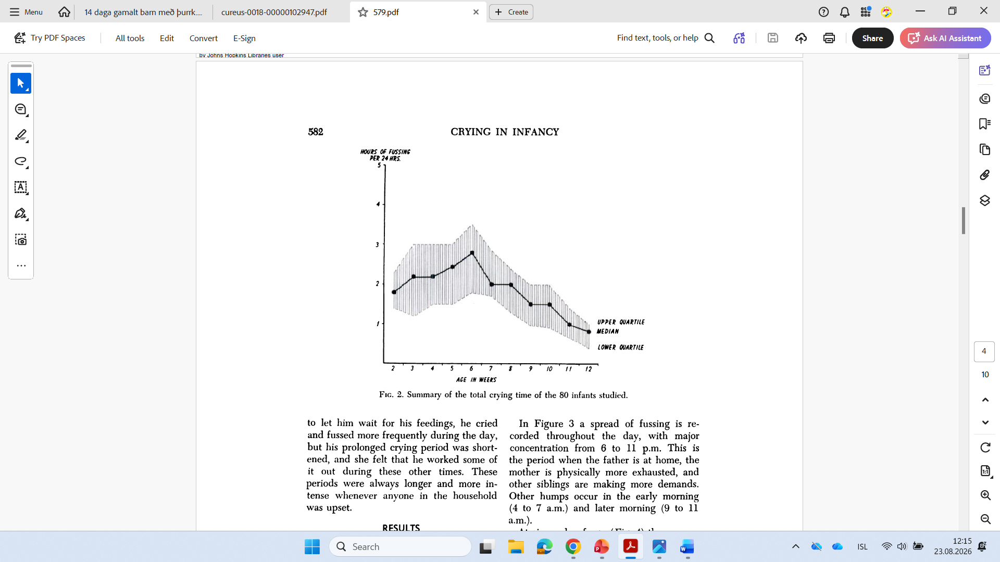 Menu
14 daga gamalt barn með þurrk....
cureus-0018-00000102947.pdf
579.pdf
Create
Try PDF Spaces
All tools
Edit
Convert
E-Sign
Find text, tools, or help
Share
Ask AI Assistant
by Johns Hopkins Libraries user
582
CRYING IN INFANCY
HOURS OF FUSSING
PER 24 HRS.
5
4
3
2
1
UPPER QUARTILE
MEDIAN
LOWER QUARTILE
2 3 4 5 6 7 8 9 10 11 12
AGE IN WEEKS
FIG. 2. Summary of the total crying time of the 80 infants studied.
to let him wait for his feedings, he cried
and fussed more frequently during the day,
but his prolonged crying period was short-
ened, and she felt that he worked some of
it out during these other times. These
periods were always longer and more in-
tense whenever anyone in the household
was upset.
RESULTS
In Figure 3 a spread of fussing is re-
corded throughout the day, with major
concentration from 6 to 11 p.m. This is
the period when the father is at home, the
mother is physically more exhausted, and
other siblings are making more demands.
Other humps occur in the early morning
(4 to 7 a.m.) and later morning (9 to 11
a.m.).
4
10
Search
ISL
12:15
23.08.2026